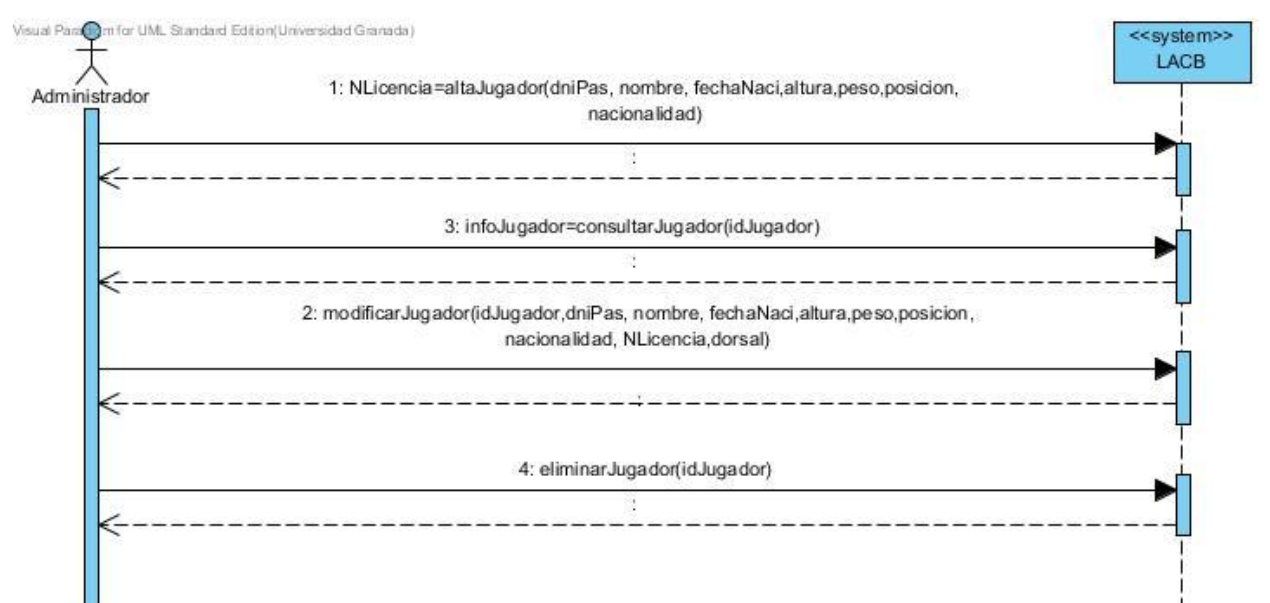 Visual Paradigm for UML Standard Edition(Universidad Granada)
<<system>>
LACB
Administrador
1: NLicencia=altaJugador(dniPas, nombre, fechaNaci,altura,peso,posicion,
nacionalidad)
:
3: infoJugador=consultarJugador(idJugador)
:
2: modificarJugador(idJugador,dniPas, nombre, fechaNaci,altura,peso,posicion,
nacionalidad, NLicencia,dorsal)
:
4: eliminarJugador(idJugador)
: